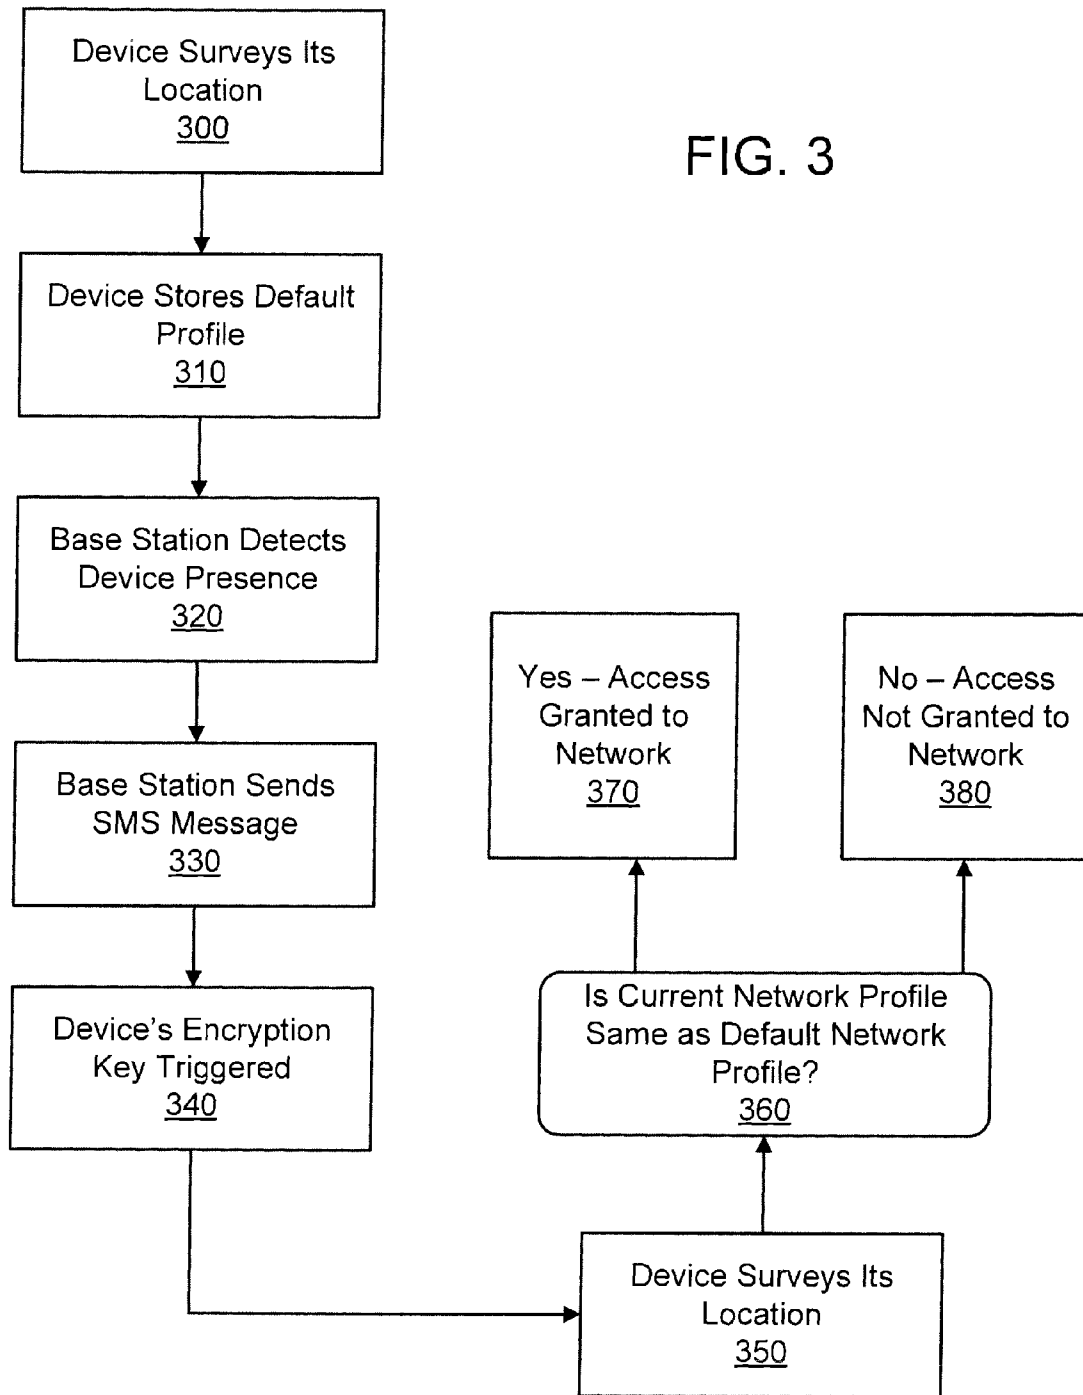 Device Surveys Its
Location
300
FIG. 3
Device Stores Default
Profile
310
Base Station Detects
Device Presence
320
Base Station Sends
SMS Message
330
Device's Encryption
Key Triggered
340
Device Surveys Its
Location
350
Is Current Network Profile
Same as Default Network
Profile?
360
Yes – Access
Granted to
Network
370
No – Access
Not Granted to
Network
380